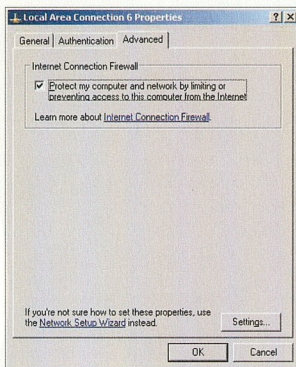 Local Area Connection 6 Properties
General
Authentication
Advanced
Internet Connection Firewall
Protect my computer and network by limiting or
preventing access to this computer from the Internet
Learn more about Internet Connection Firewall.
If you're not sure how to set these properties, use
the Network Setup Wizard instead.
Settings...
OK
Cancel